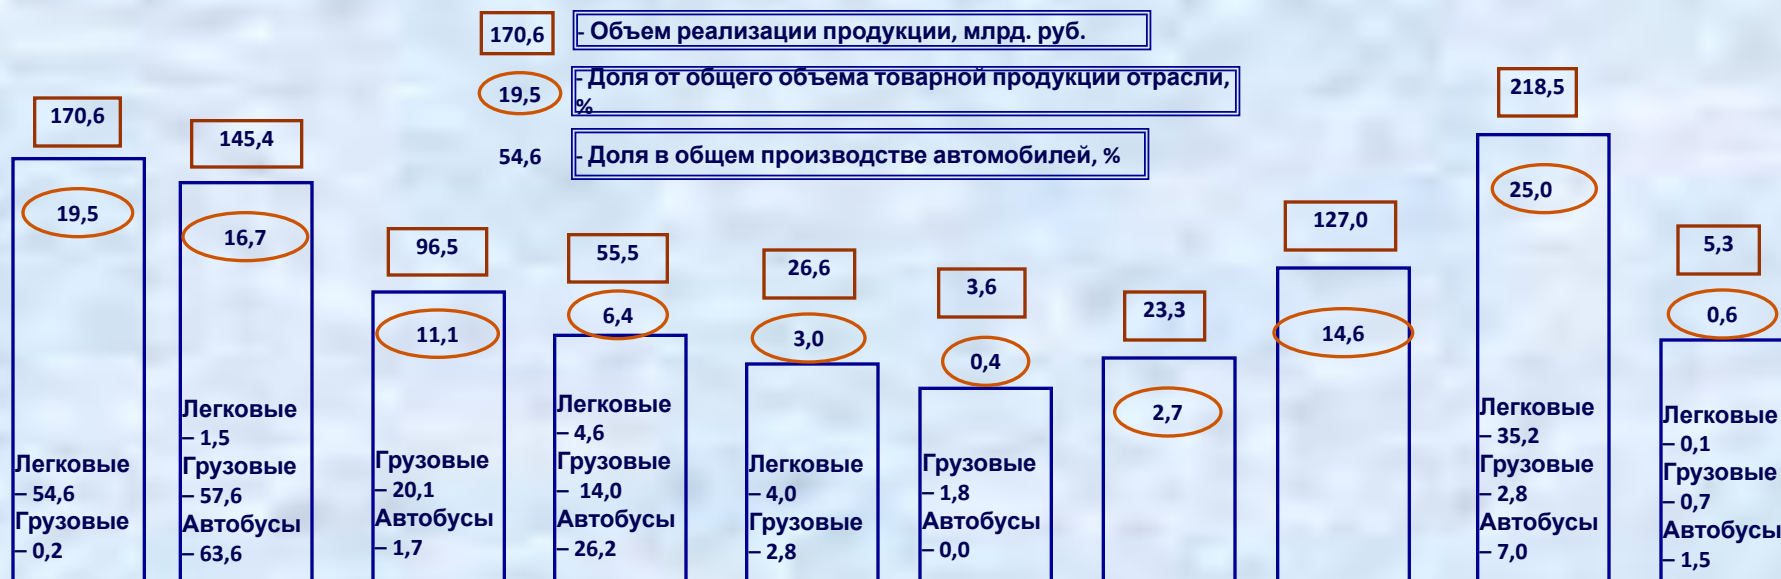 170,6
- Объем реализации продукции, млрд. руб.
19,5
- Доля от общего объема товарной продукции отрасли,
%
54,6
- Доля в общем производстве автомобилей, %
170,6
19,5
Легковые
– 54,6
Грузовые
– 0,2
145,4
16,7
Легковые
– 1,5
Грузовые
– 57,6
Автобусы
– 63,6
96,5
11,1
Грузовые
– 20,1
Автобусы
– 1,7
55,5
6,4
Легковые
– 4,6
Грузовые
– 14,0
Автобусы
– 26,2
26,6
3,0
Легковые
– 4,0
Грузовые
– 2,8
3,6
0,4
Грузовые
– 1,8
Автобусы
– 0,0
23,3
2,7
127,0
14,6
218,5
25,0
Легковые
– 35,2
Грузовые
– 2,8
Автобусы
– 7,0
5,3
0,6
Легковые
– 0,1
Грузовые
– 0,7
Автобусы
– 1,5